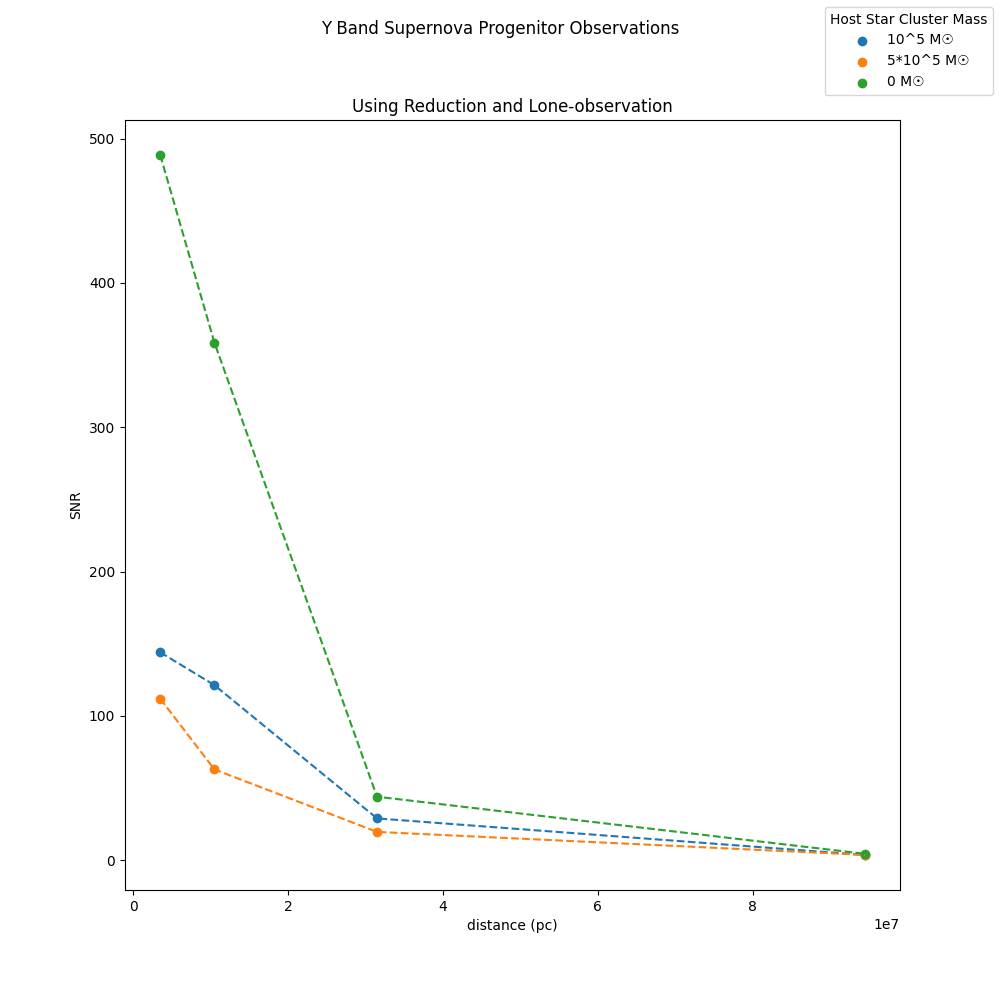 Y Band Supernova Progenitor Observations
Host Star Cluster Mass
10^5 M☉
5*10^5 M☉
0 M☉
Using Reduction and Lone-observation
500
400
300
200
100
0
SNR
0 2 4 6 8
1e7
distance (pc)